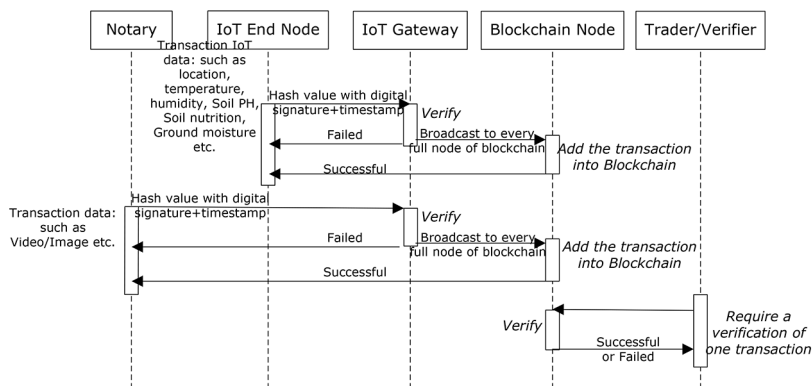 Notary
IoT End Node
IoT Gateway
Blockchain Node
Trader/Verifier
Transaction IoT
data: such as
location,
temperature,
humidity, Soil PH,
Soil nutrition,
Ground moisture
etc.
Hash value with digital
signature+timestamp
Verify
Failed
Broadcast to every
full node of blockchain
Add the transaction
into Blockchain
Successful
Transaction data:
such as
Video/Image etc.
Hash value with digital
signature+timestamp
Verify
Failed
Broadcast to every
full node of blockchain
Add the transaction
into Blockchain
Successful
Verify
Require a
verification of
one transaction
Successful
or Failed